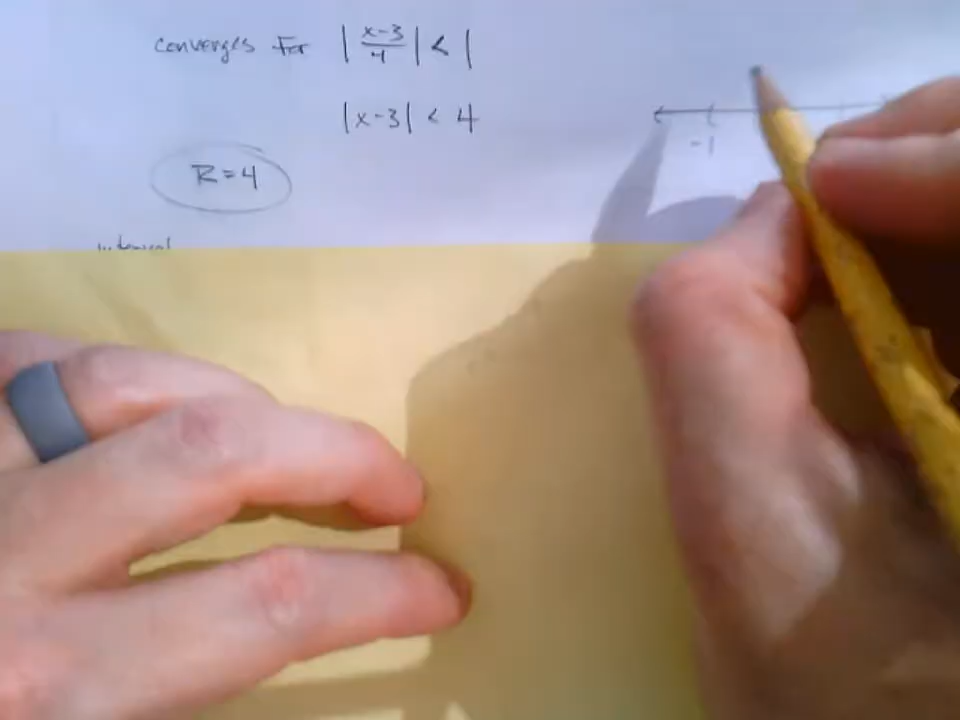 converges for |x-3/4| < 1
|x-3| < 4
-1
R=4